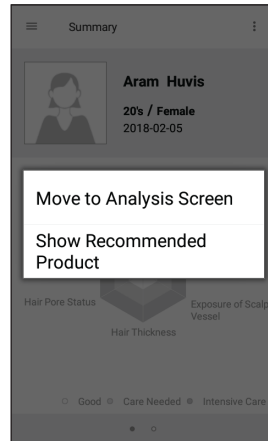 Summary
Aram Huvis
20's / Female
2018-02-05
Move to Analysis Screen
Show Recommended
Product
Hair Pore Status
Exposure of Scalp
Vessel
Hair Thickness
Good Care Needed Intensive Care